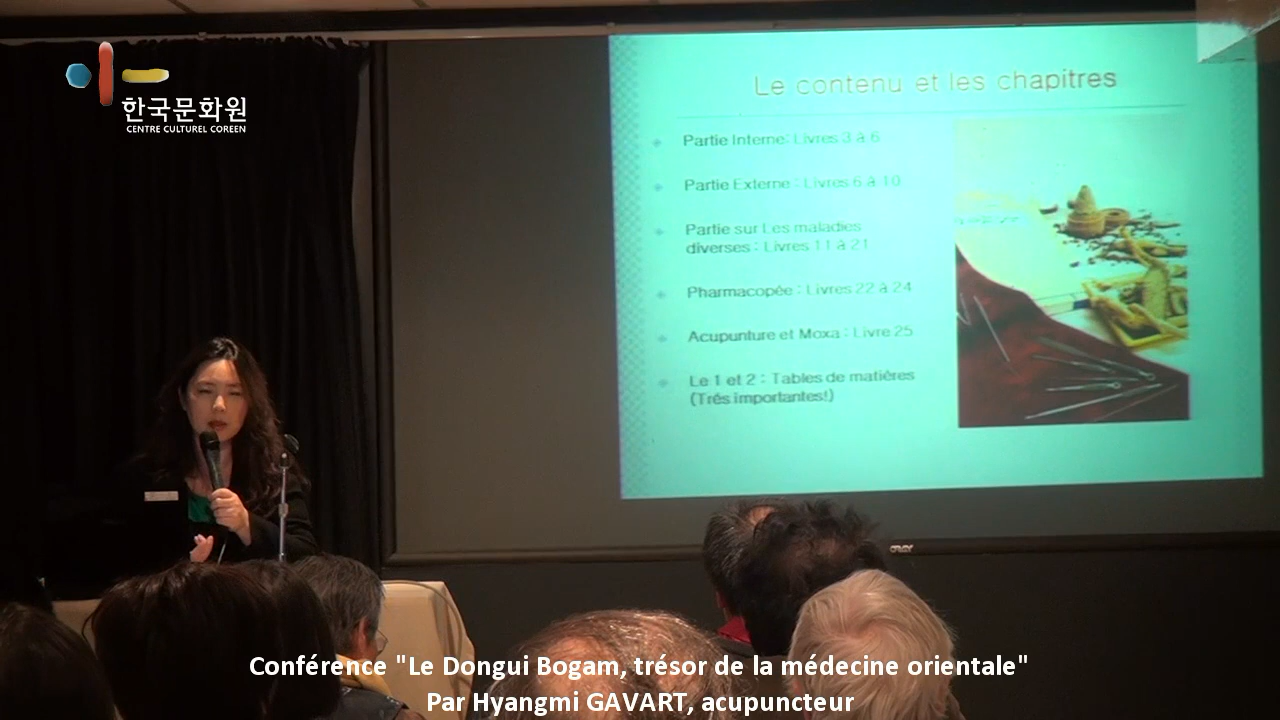 한국문화원
CENTRE CULTUREL COREEN
Le contenu et les chapitres
Partie Interne: Livres 3 à 6
Partie Externe : Livres 6 à 10
Partie sur Les maladies
diverses : Livres 11 à 21
Pharmacopée : Livres 22 à 24
Acupunture et Moxa : Livre 25
Le 1 et 2 : Tables de matières
(Très importantes!)
Conférence "Le Dongui Bogam, trésor de la médecine orientale"
Par Hyangmi GAVART, acupuncteur